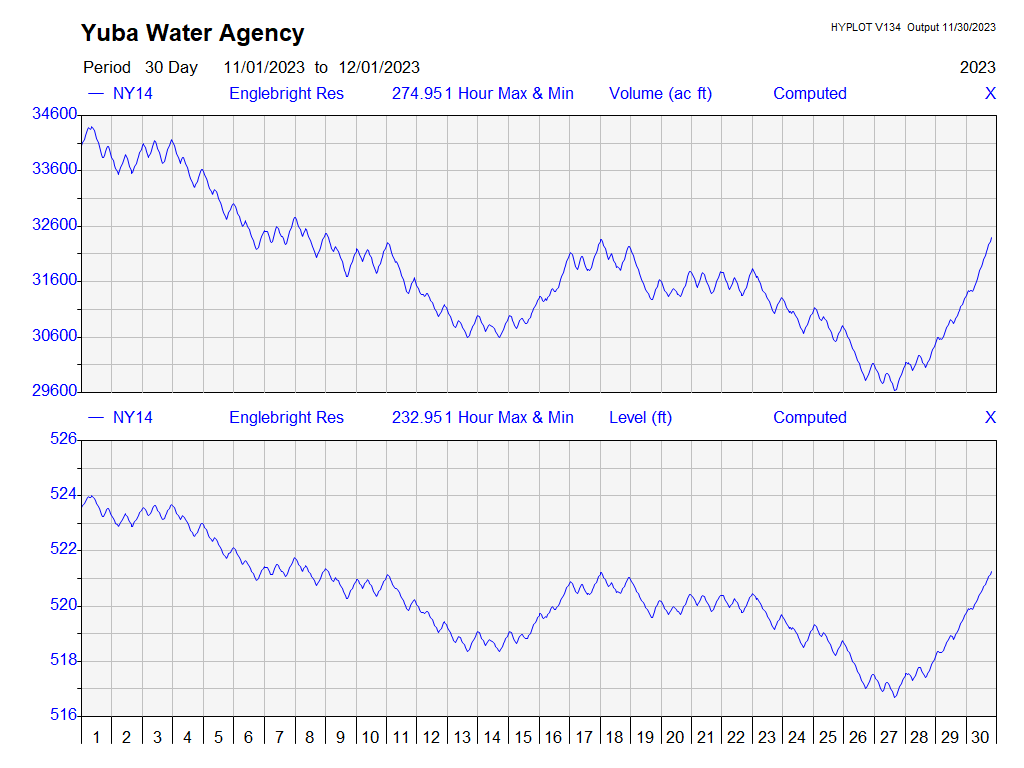 Yuba Water Agency
HYPLOT V134 Output 11/30/2023
Period 30 Day 11/01/2023 to 12/01/2023 2023
— NY14 Englebright Res 274.951 Hour Max & Min Volume (ac ft) Computed X
34600
33600
32600
31600
30600
29600
— NY14 Englebright Res 232.951 Hour Max & Min Level (ft) Computed X
526
524
522
520
518
516
1 2 3 4 5 6 7 8 9 10 11 12 13 14 15 16 17 18 19 20 21 22 23 24 25 26 27 28 29 30